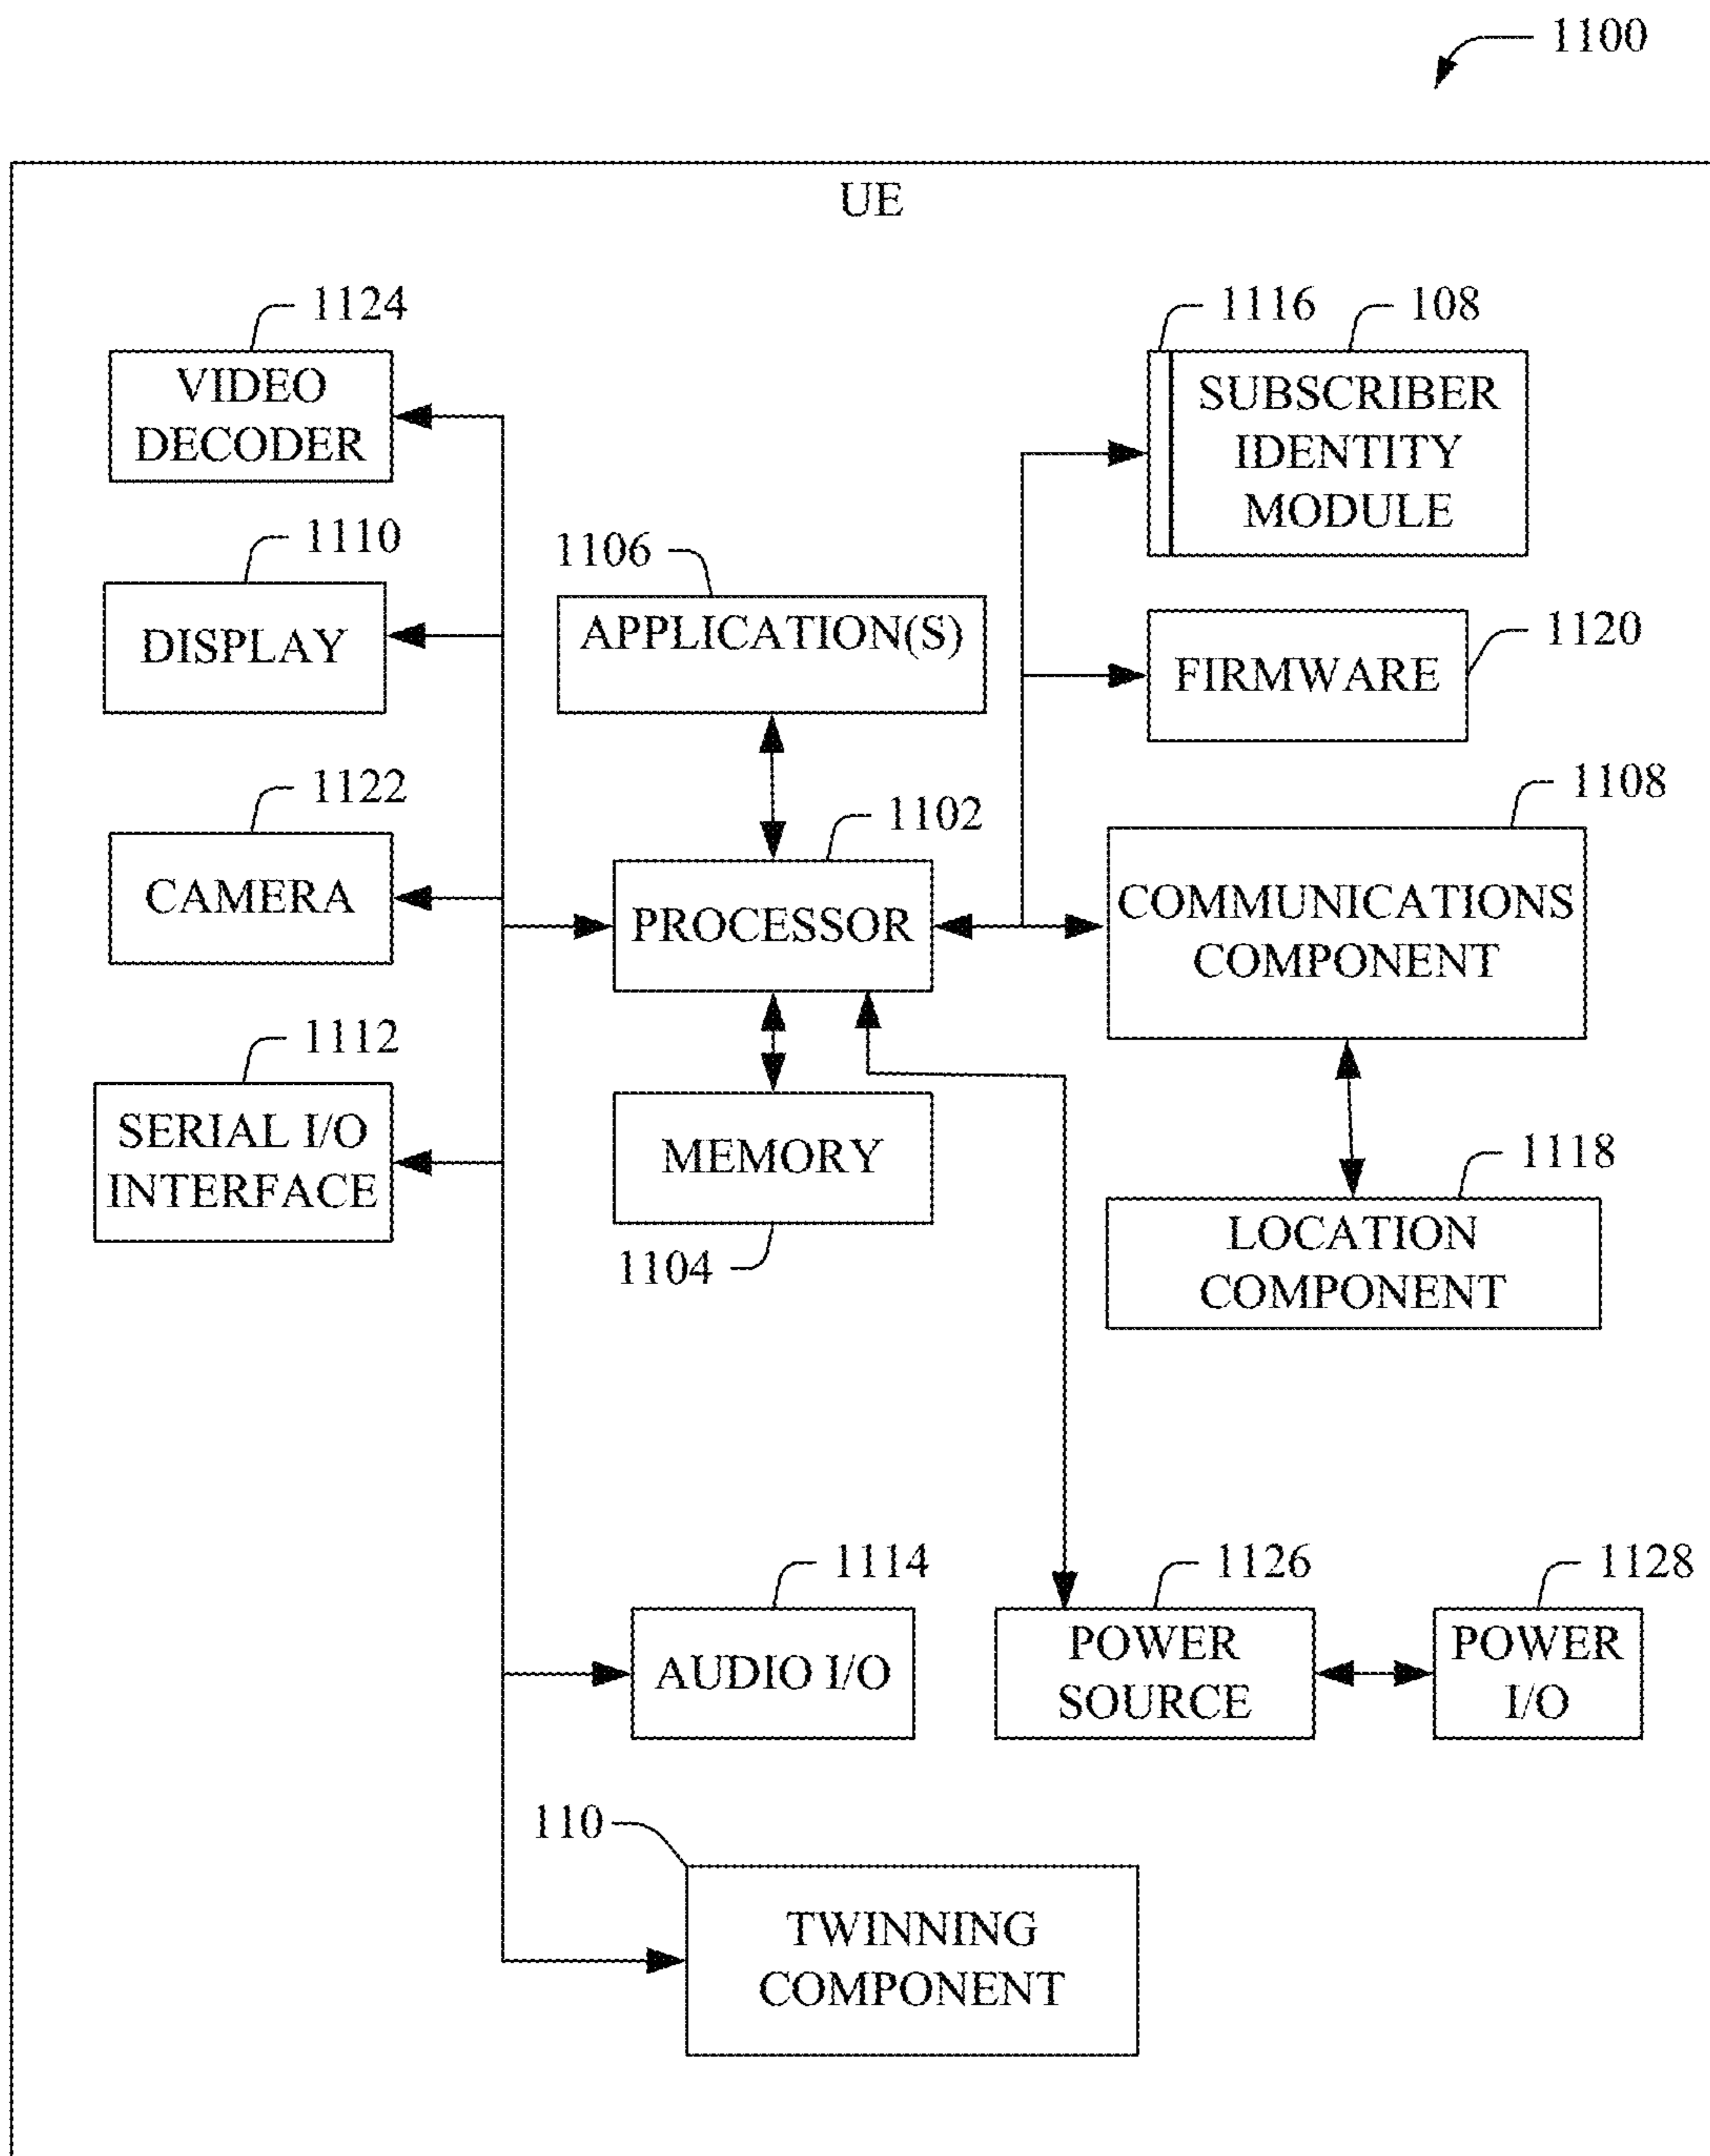 1100
UE
1124
VIDEO
DECODER
1116
108
SUBSCRIBER
IDENTITY
MODULE
1110
DISPLAY
1106
APPLICATION(S)
1120
FIRMWARE
1122
CAMERA
1102
PROCESSOR
1108
COMMUNICATIONS
COMPONENT
1112
SERIAL I/O
INTERFACE
MEMORY
1104
1118
LOCATION
COMPONENT
1114
AUDIO I/O
1126
POWER
SOURCE
1128
POWER
I/O
110
TWINNING
COMPONENT